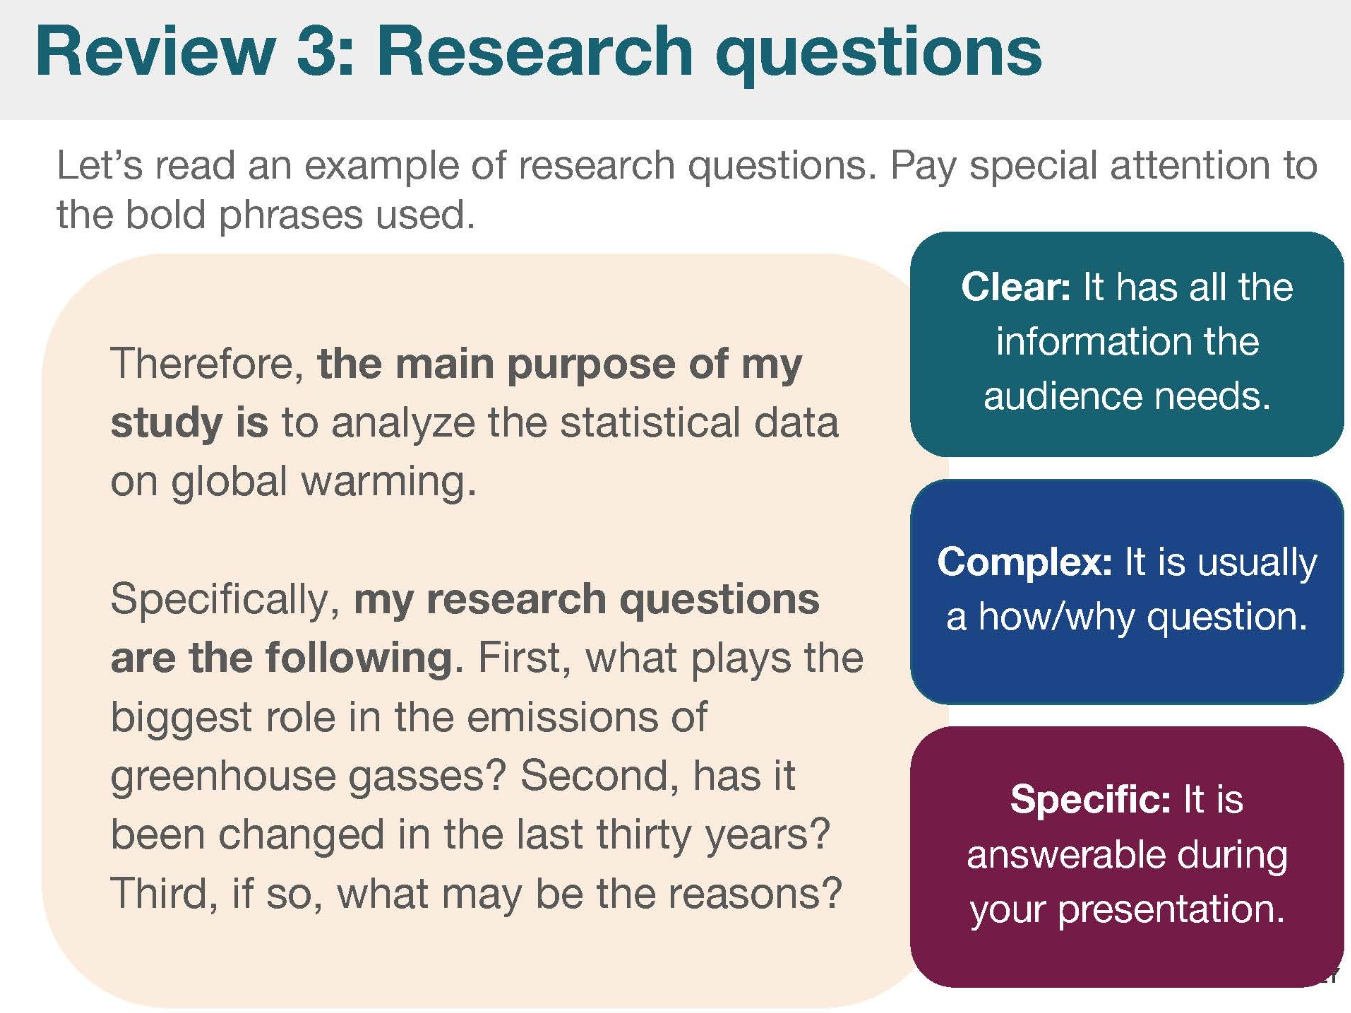 Review 3: Research questions
Let’s read an example of research questions. Pay special attention to
the bold phrases used.
Therefore, the main purpose of my
study is to analyze the statistical data
on global warming.
Specifically, my research questions
are the following. First, what plays the
biggest role in the emissions of
greenhouse gasses? Second, has it
been changed in the last thirty years?
Third, if so, what may be the reasons?
Clear: It has all the
information the
audience needs.
Complex: It is usually
a how/why question.
Specific: It is
answerable during
your presentation.